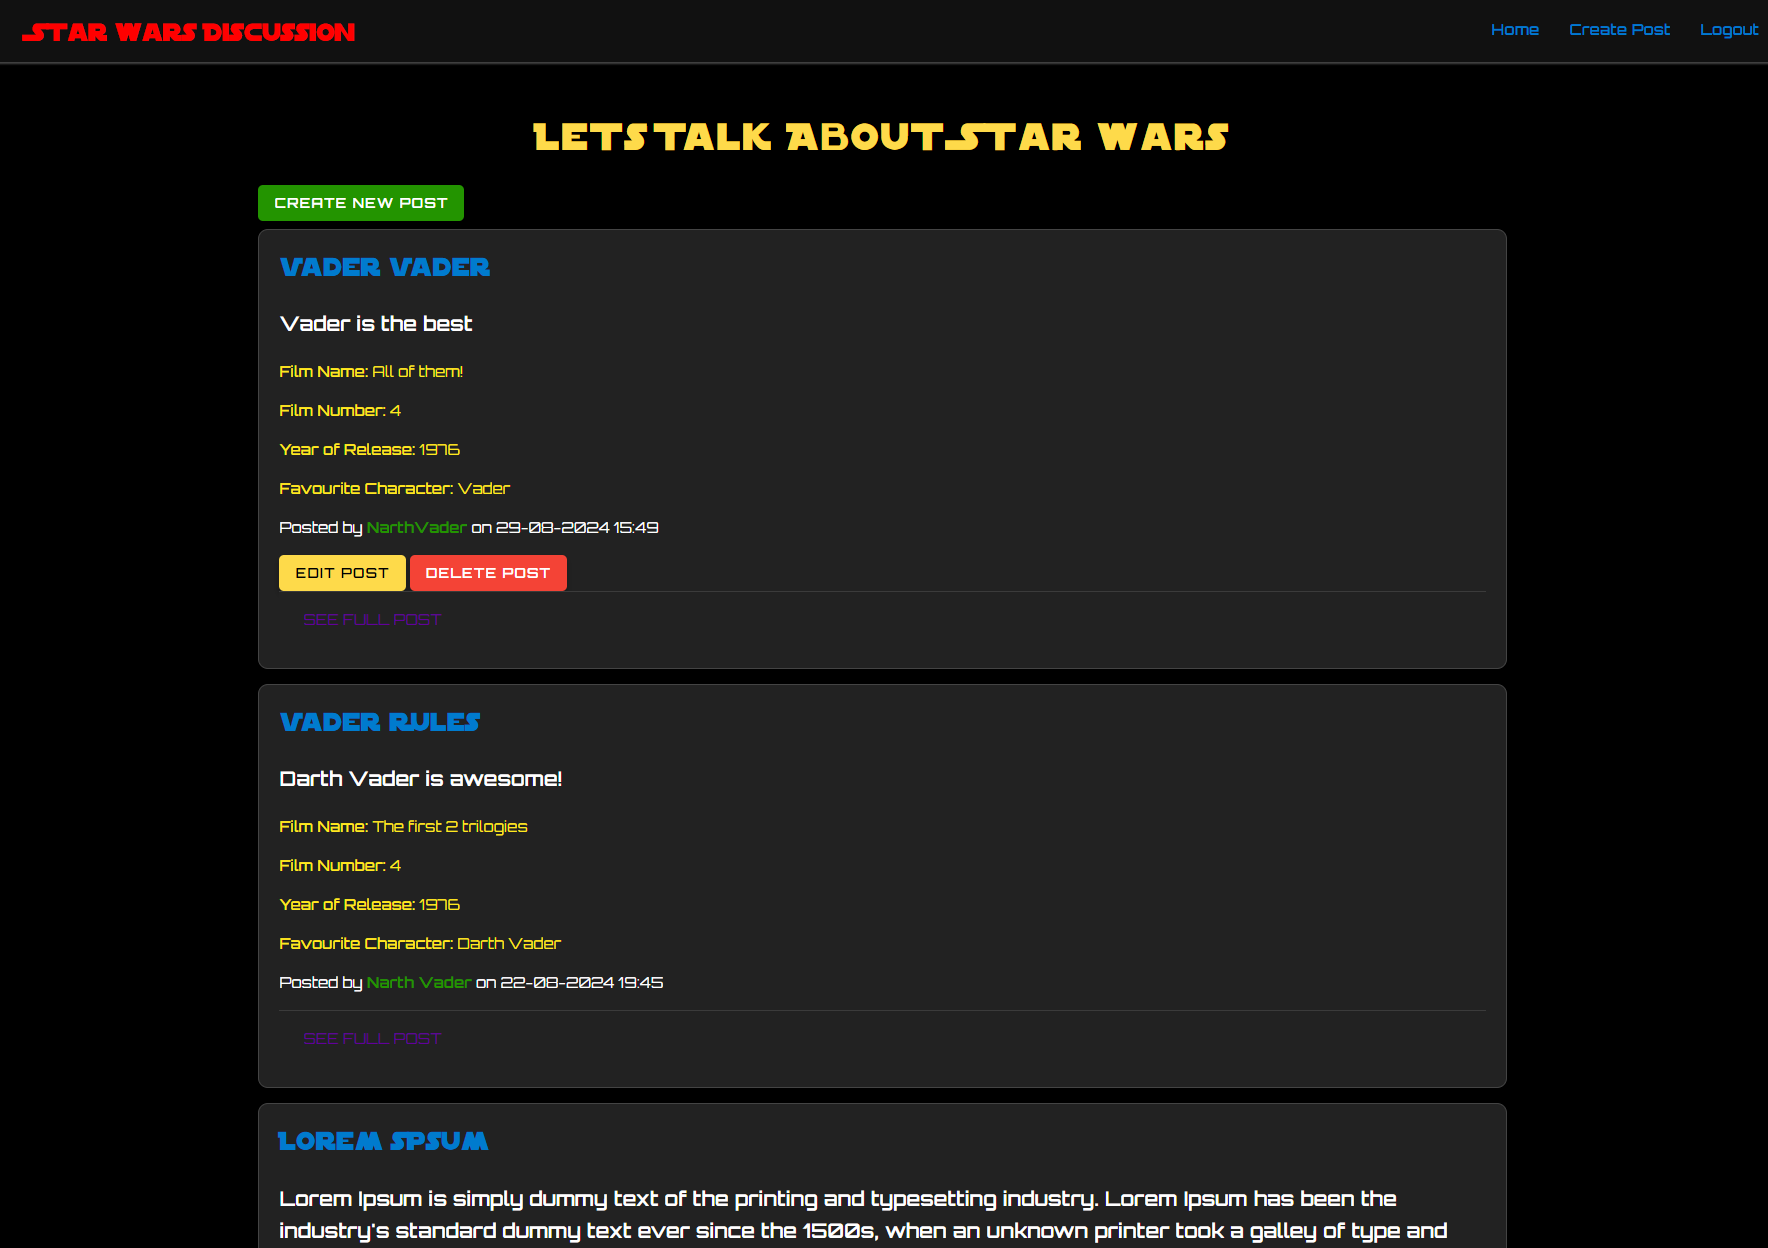 STAR WARS DISCUSSION
Home Create Post Logout
LETS TALK ABOUT STAR WARS
CREATE NEW POST
VADER VADER
Vader is the best
Film Name: All of them!
Film Number: 4
Year of Release: 1976
Favourite Character: Vader
Posted by NarthVader on 29-08-2024 15:49
EDIT POST DELETE POST
SEE FULL POST
VADER RULES
Darth Vader is awesome!
Film Name: The first 2 trilogies
Film Number: 4
Year of Release: 1976
Favourite Character: Darth Vader
Posted by Narth Vader on 22-08-2024 19:45
SEE FULL POST
LOREM SPSUM
Lorem Ipsum is simply dummy text of the printing and typesetting industry. Lorem Ipsum has been the
industry's standard dummy text ever since the 1500s, when an unknown printer took a galley of type and